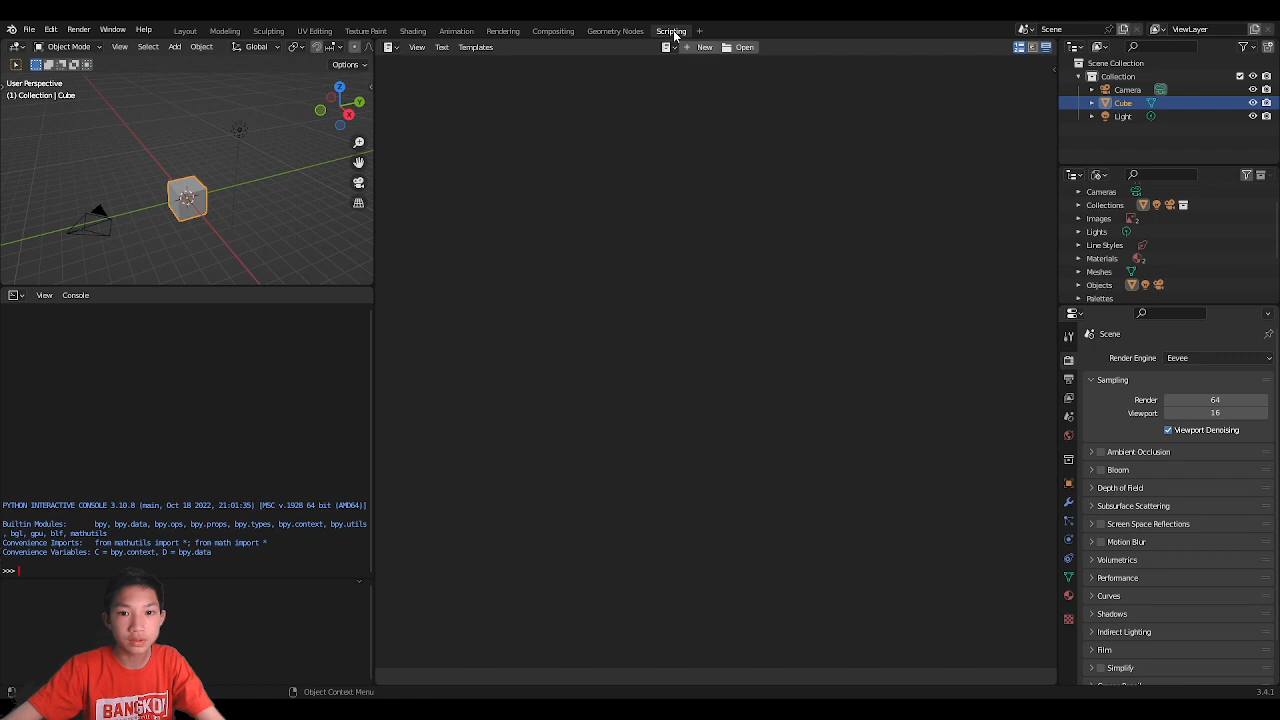 File Edit Render Window Help Layout Modeling Sculpting UV Editing Texture Paint Shading Animation Rendering Compositing Geometry Nodes Scripting + Scene ViewLayer
Object Mode View Select Add Object Global View Text Templates + New Open
Options
User Perspective
(1) Collection | Cube
Z
Y
X
Scene Collection
Collection
Camera
Cube
Light
Cameras
Collections
Images 2
Lights
Line Styles
Materials 2
Meshes
Objects
Palettes
View Console
Scene
Render Engine Eevee
Sampling
Render 64
Viewport 16
Viewport Denoising
Ambient Occlusion
Bloom
Depth of Field
Subsurface Scattering
Screen Space Reflections
Motion Blur
Volumetrics
Performance
Curves
Shadows
Indirect Lighting
Film
Simplify
PYTHON INTERACTIVE CONSOLE 3.10.8 (main, Oct 18 2022, 21:01:35) [MSC v.1928 64 bit (AMD64)]
Builtin Modules: bpy, bpy.data, bpy.ops, bpy.props, bpy.types, bpy.context, bpy.utils
, bgl, gpu, blf, mathutils
Convenience Imports: from mathutils import *; from math import *
Convenience Variables: C = bpy.context, D = bpy.data
>>>
BANGKOK
Object Context Menu
3.4.1